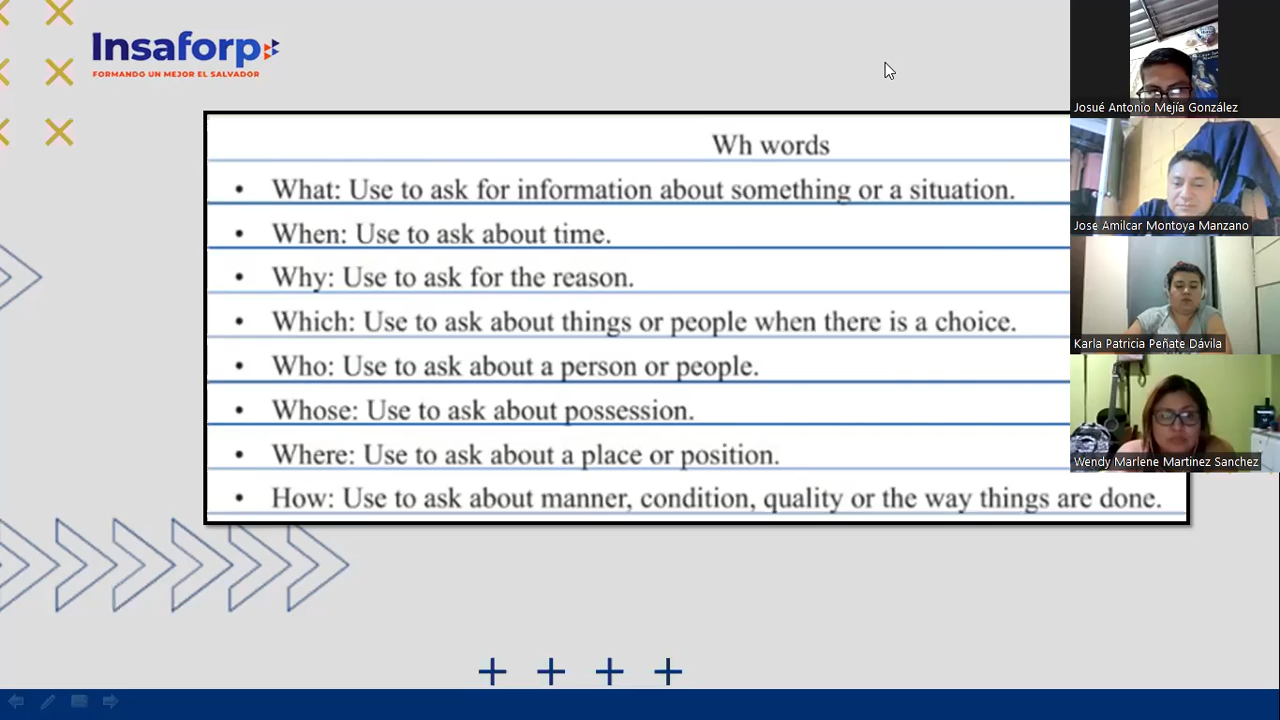 Insaforp
FORMANDO UN MEJOR EL SALVADOR
Wh words
• What: Use to ask for information about something or a situation.
• When: Use to ask about time.
• Why: Use to ask for the reason.
• Which: Use to ask about things or people when there is a choice.
• Who: Use to ask about a person or people.
• Whose: Use to ask about possession.
• Where: Use to ask about a place or position.
• How: Use to ask about manner, condition, quality or the way things are done.
Josué Antonio Mejía González
Jose Amilcar Montoya Manzano
Karla Patricia Peñate Dávila
Wendy Marlene Martinez Sanchez